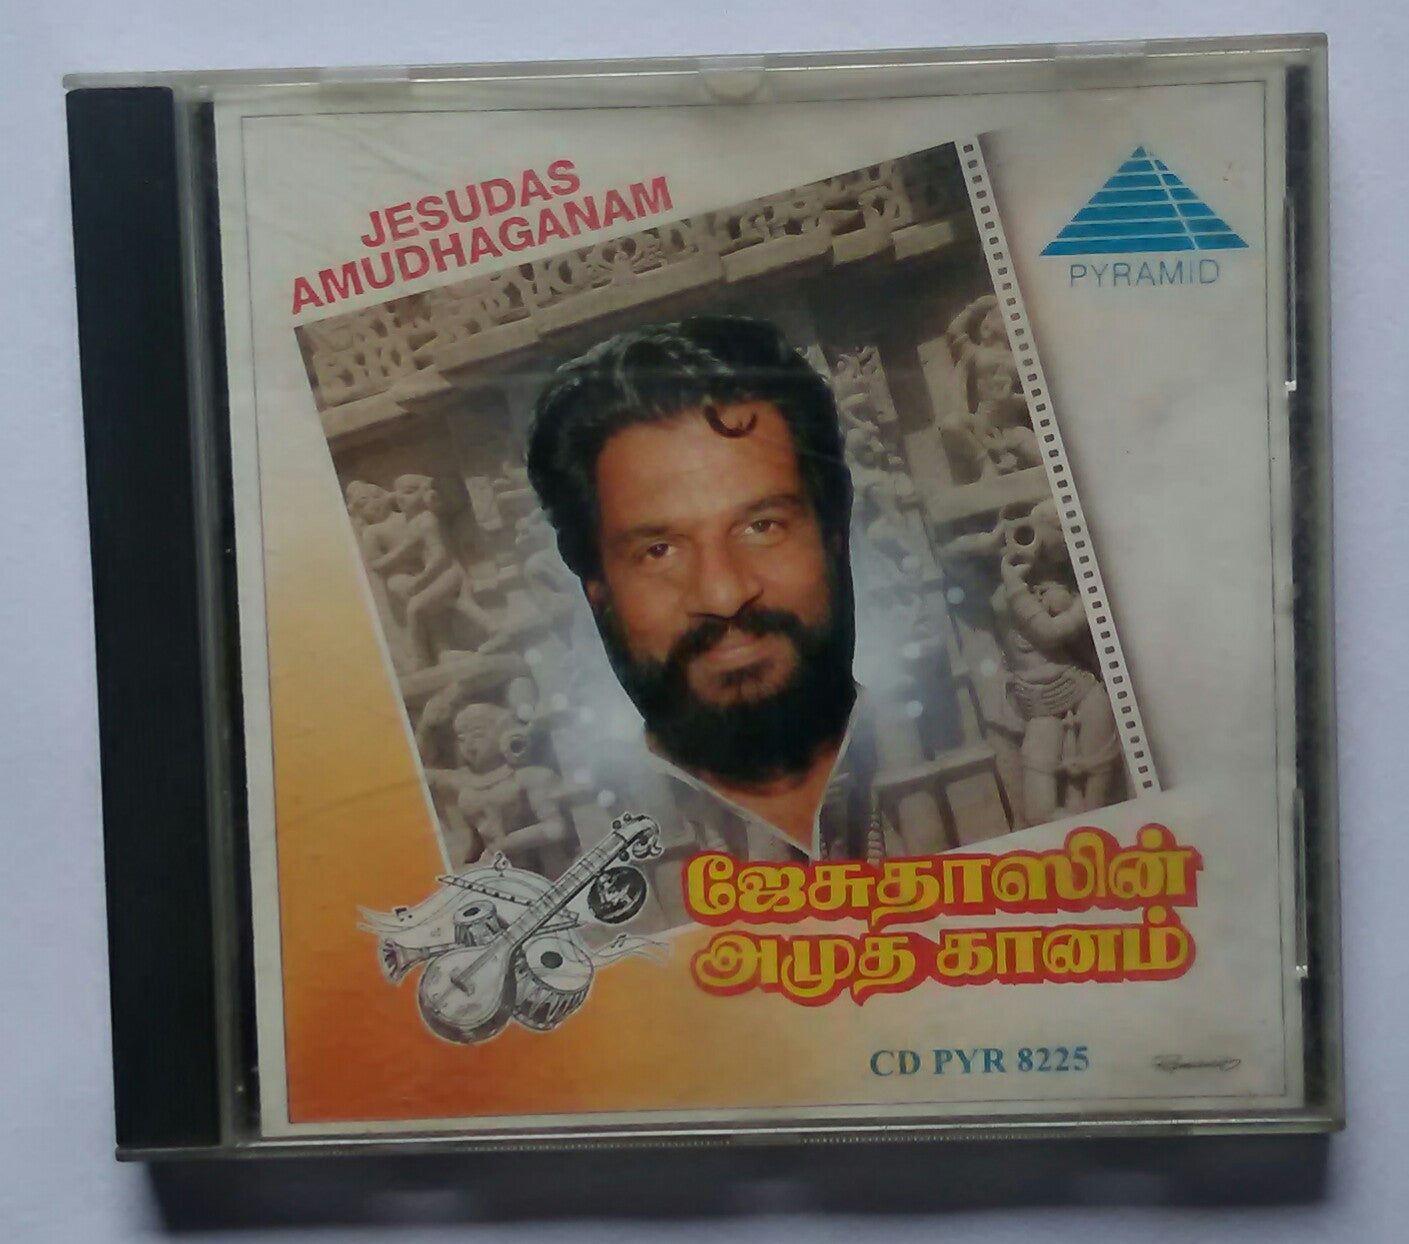 JESUDAS
AMUDHAGANAM
PYRAMID
ஜேசுதாஸின்
அமுத கானம்
CD PYR 8225